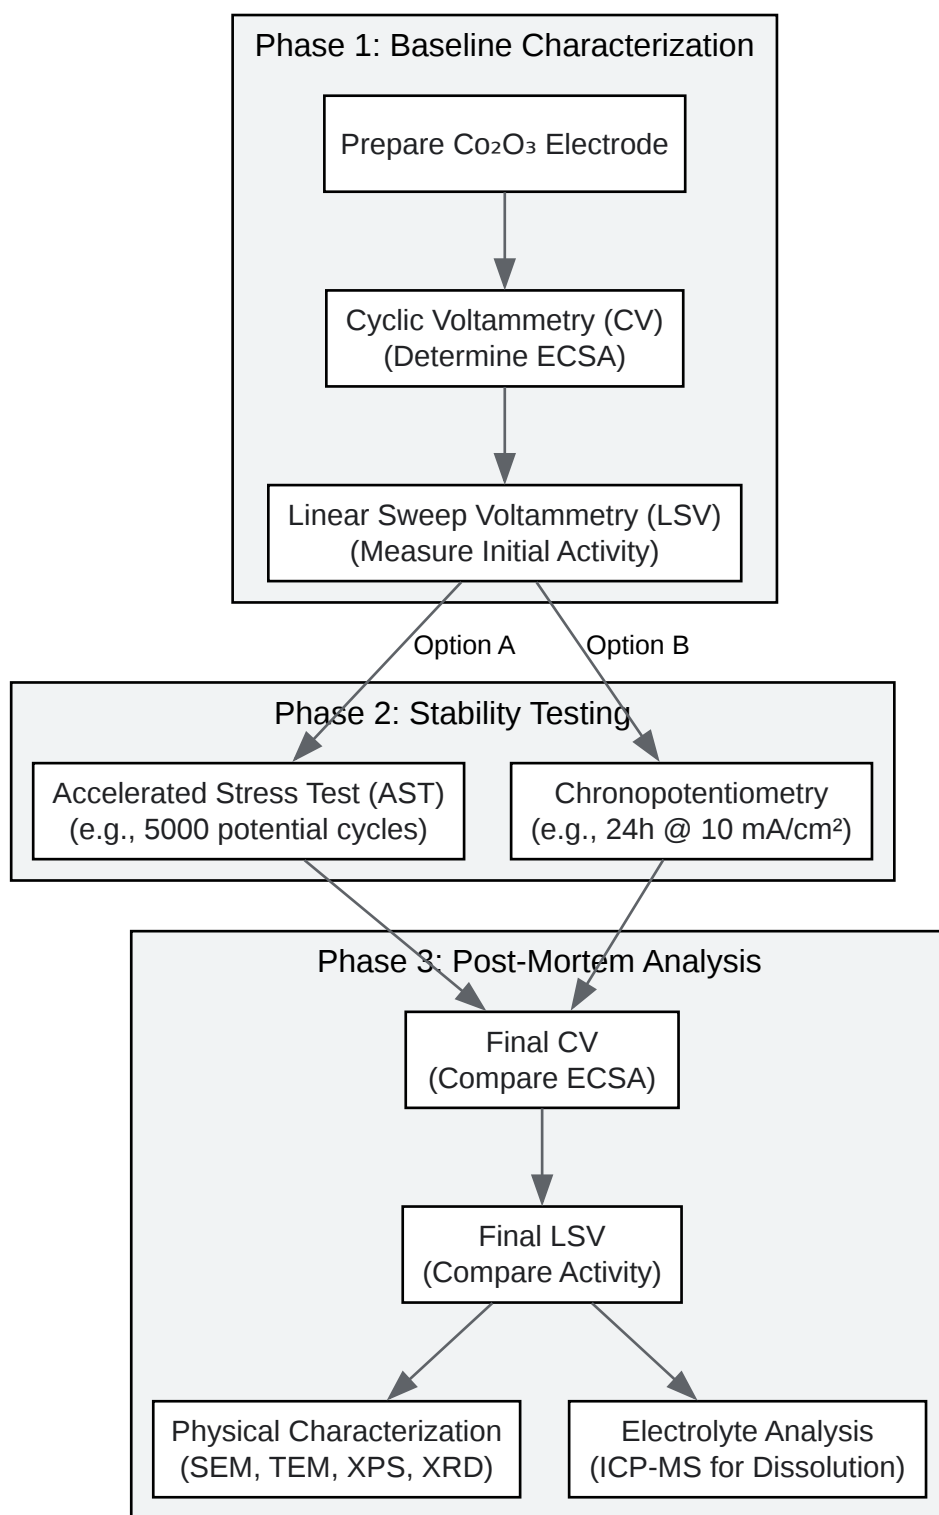 Phase 1: Baseline Characterization
Prepare Co₂O₃ Electrode
Cyclic Voltammetry (CV)
(Determine ECSA)
Linear Sweep Voltammetry (LSV)
(Measure Initial Activity)
Option A
Option B
Phase 2: Stability Testing
Accelerated Stress Test (AST)
(e.g., 5000 potential cycles)
Chronopotentiometry
(e.g., 24h @ 10 mA/cm²)
Phase 3: Post-Mortem Analysis
Final CV
(Compare ECSA)
Final LSV
(Compare Activity)
Physical Characterization
(SEM, TEM, XPS, XRD)
Electrolyte Analysis
(ICP-MS for Dissolution)